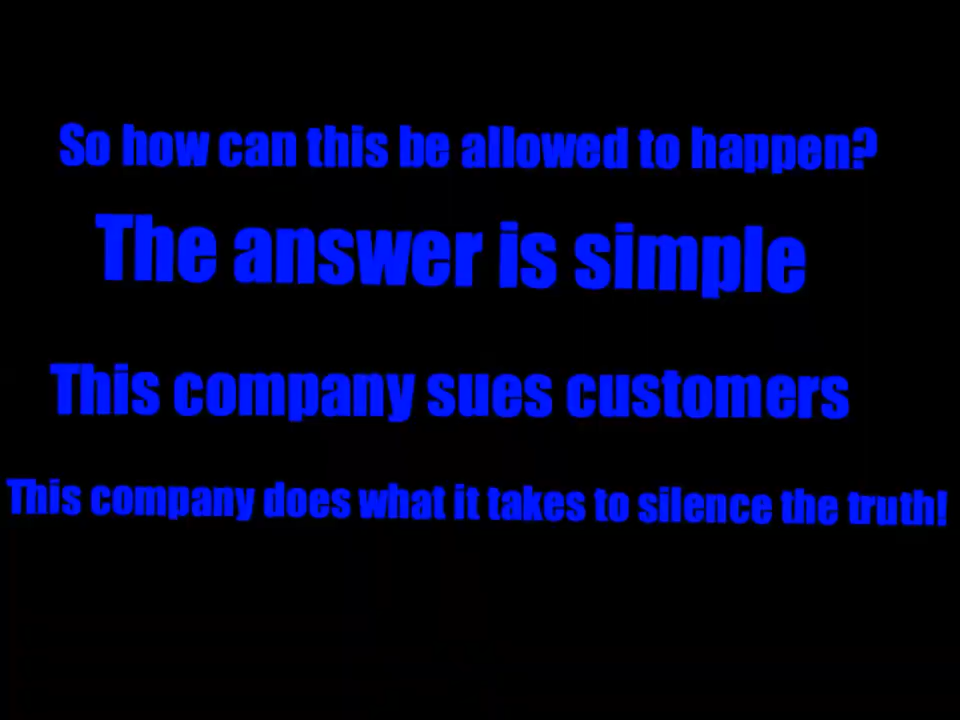 So how can this be allowed to happen?
The answer is simple
This company sues customers
This company does what it takes to silence the truth!